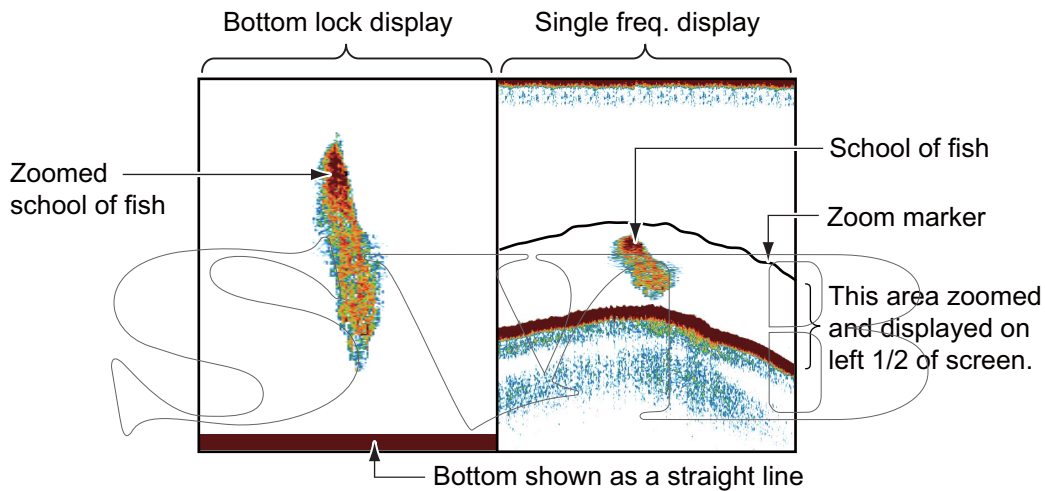 Bottom lock display
Single freq. display
Zoomed
school of fish
School of fish
Zoom marker
This area zoomed
and displayed on
left 1/2 of screen.
Bottom shown as a straight line